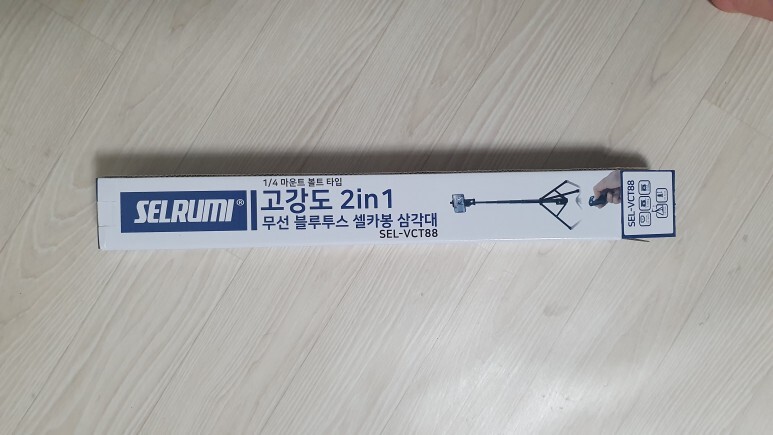 SELRUMI®
1/4 마운트 볼트 타입
고강도 2in1
무선 블루투스 셀카봉 삼각대
SEL-VCT88
SEL-VCT88